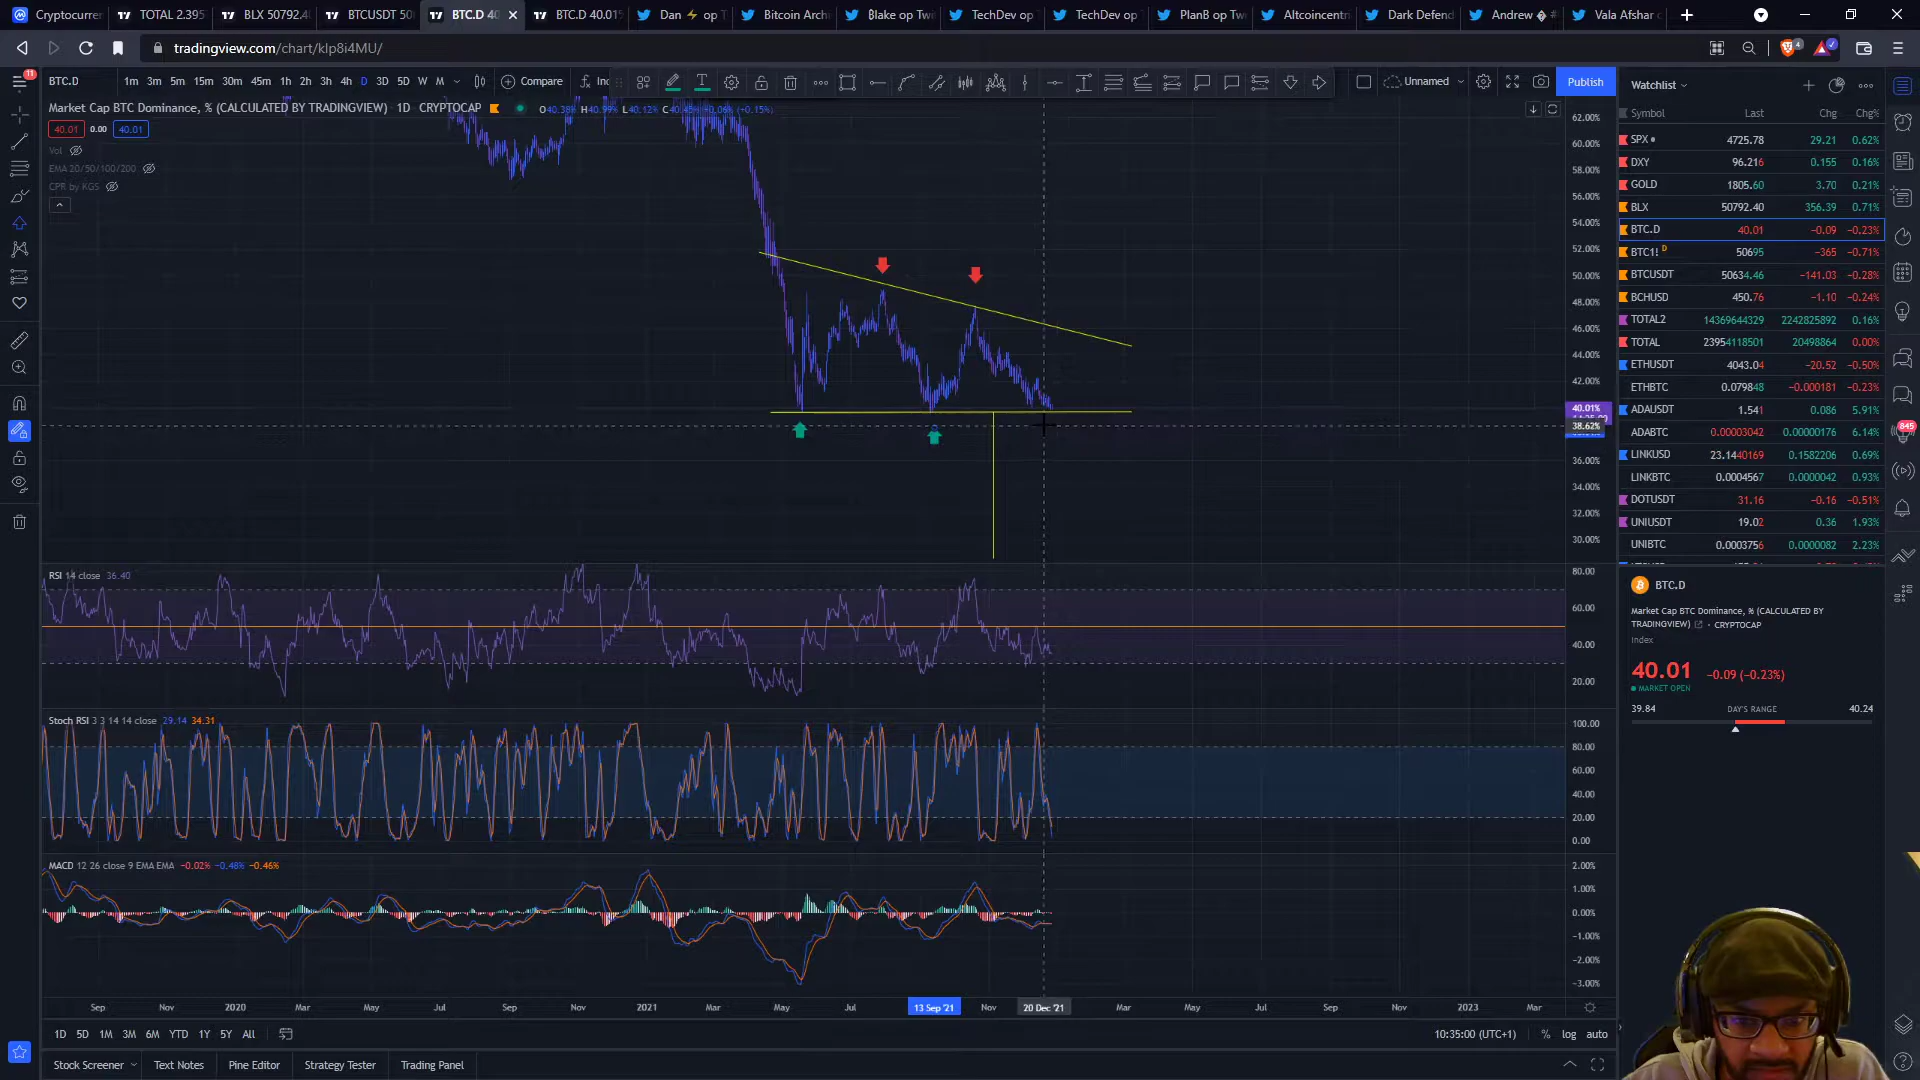 Cryptocurrer
TOTAL 2.395
BLX 50792.4
BTCUSDT 50
BTC.D 40
BTC.D 40.015
Dan ⚡ op T
Bitcoin Arch
₿lake op Tw
TechDev op
TechDev op
PlanB op Tw
Altcoincent
Dark Defend
Andrew
Vala Afshar
tradingview.com/chart/klp8i4MU/
11
BTC.D
1m 3m 5m 15m 30m 45m 1h 2h 3h 4h D 3D 5D W M
Compare
Unnamed
Publish
Market Cap BTC Dominance, % (CALCULATED BY TRADINGVIEW) · 1D · CRYPTOCAP
40.01 0.00 40.01
Vol
EMA 20/50/100/200
CPR by KGS
62.00%
60.00%
58.00%
56.00%
54.00%
52.00%
50.00%
48.00%
46.00%
44.00%
42.00%
40.01%
38.62%
36.00%
34.00%
32.00%
30.00%
RSI 14 close 36.40
80.00
60.00
40.00
20.00
Stoch RSI 3 3 14 14 close 29.14 34.31
100.00
80.00
60.00
40.00
20.00
0.00
MACD 12 26 close 9 EMA EMA −0.02% −0.48% −0.46%
2.00%
1.00%
0.00%
−1.00%
−2.00%
−3.00%
Sep Nov 2020 Mar May Jul Sep Nov 2021 Mar May Jul 13 Sep '21 Nov 20 Dec '21 Mar May Jul Sep Nov 2023 Mar
1D 5D 1M 3M 6M YTD 1Y 5Y All
10:35:00 (UTC+1) % log auto
Stock Screener
Text Notes
Pine Editor
Strategy Tester
Trading Panel
Watchlist
Symbol Last Chg Chg%
SPX 4725.78 29.21 0.62%
DXY 96.216 0.155 0.16%
GOLD 1805.60 3.70 0.21%
BLX 50792.40 356.39 0.71%
BTC.D 40.01 −0.09 −0.23%
BTC1! D 50695 −365 −0.71%
BTCUSDT 50634.46 −141.03 −0.28%
BCHUSD 450.76 −1.10 −0.24%
TOTAL2 14369644329 2242825892 0.16%
TOTAL 23954118501 20498864 0.00%
ETHUSDT 4043.04 −20.52 −0.50%
ETHBTC 0.079848 −0.000181 −0.23%
ADAUSDT 1.541 0.086 5.91%
ADABTC 0.00003042 0.00000176 6.14%
LINKUSD 23.1440169 0.1582206 0.69%
LINKBTC 0.0004567 0.0000042 0.93%
DOTUSDT 31.16 −0.16 −0.51%
UNIUSDT 19.02 0.36 1.93%
UNIBTC 0.0003756 0.0000082 2.23%
845
BTC.D
Market Cap BTC Dominance, % (CALCULATED BY
TRADINGVIEW) · CRYPTOCAP
Index
40.01 −0.09 (−0.23%)
MARKET OPEN
39.84 DAY'S RANGE 40.24